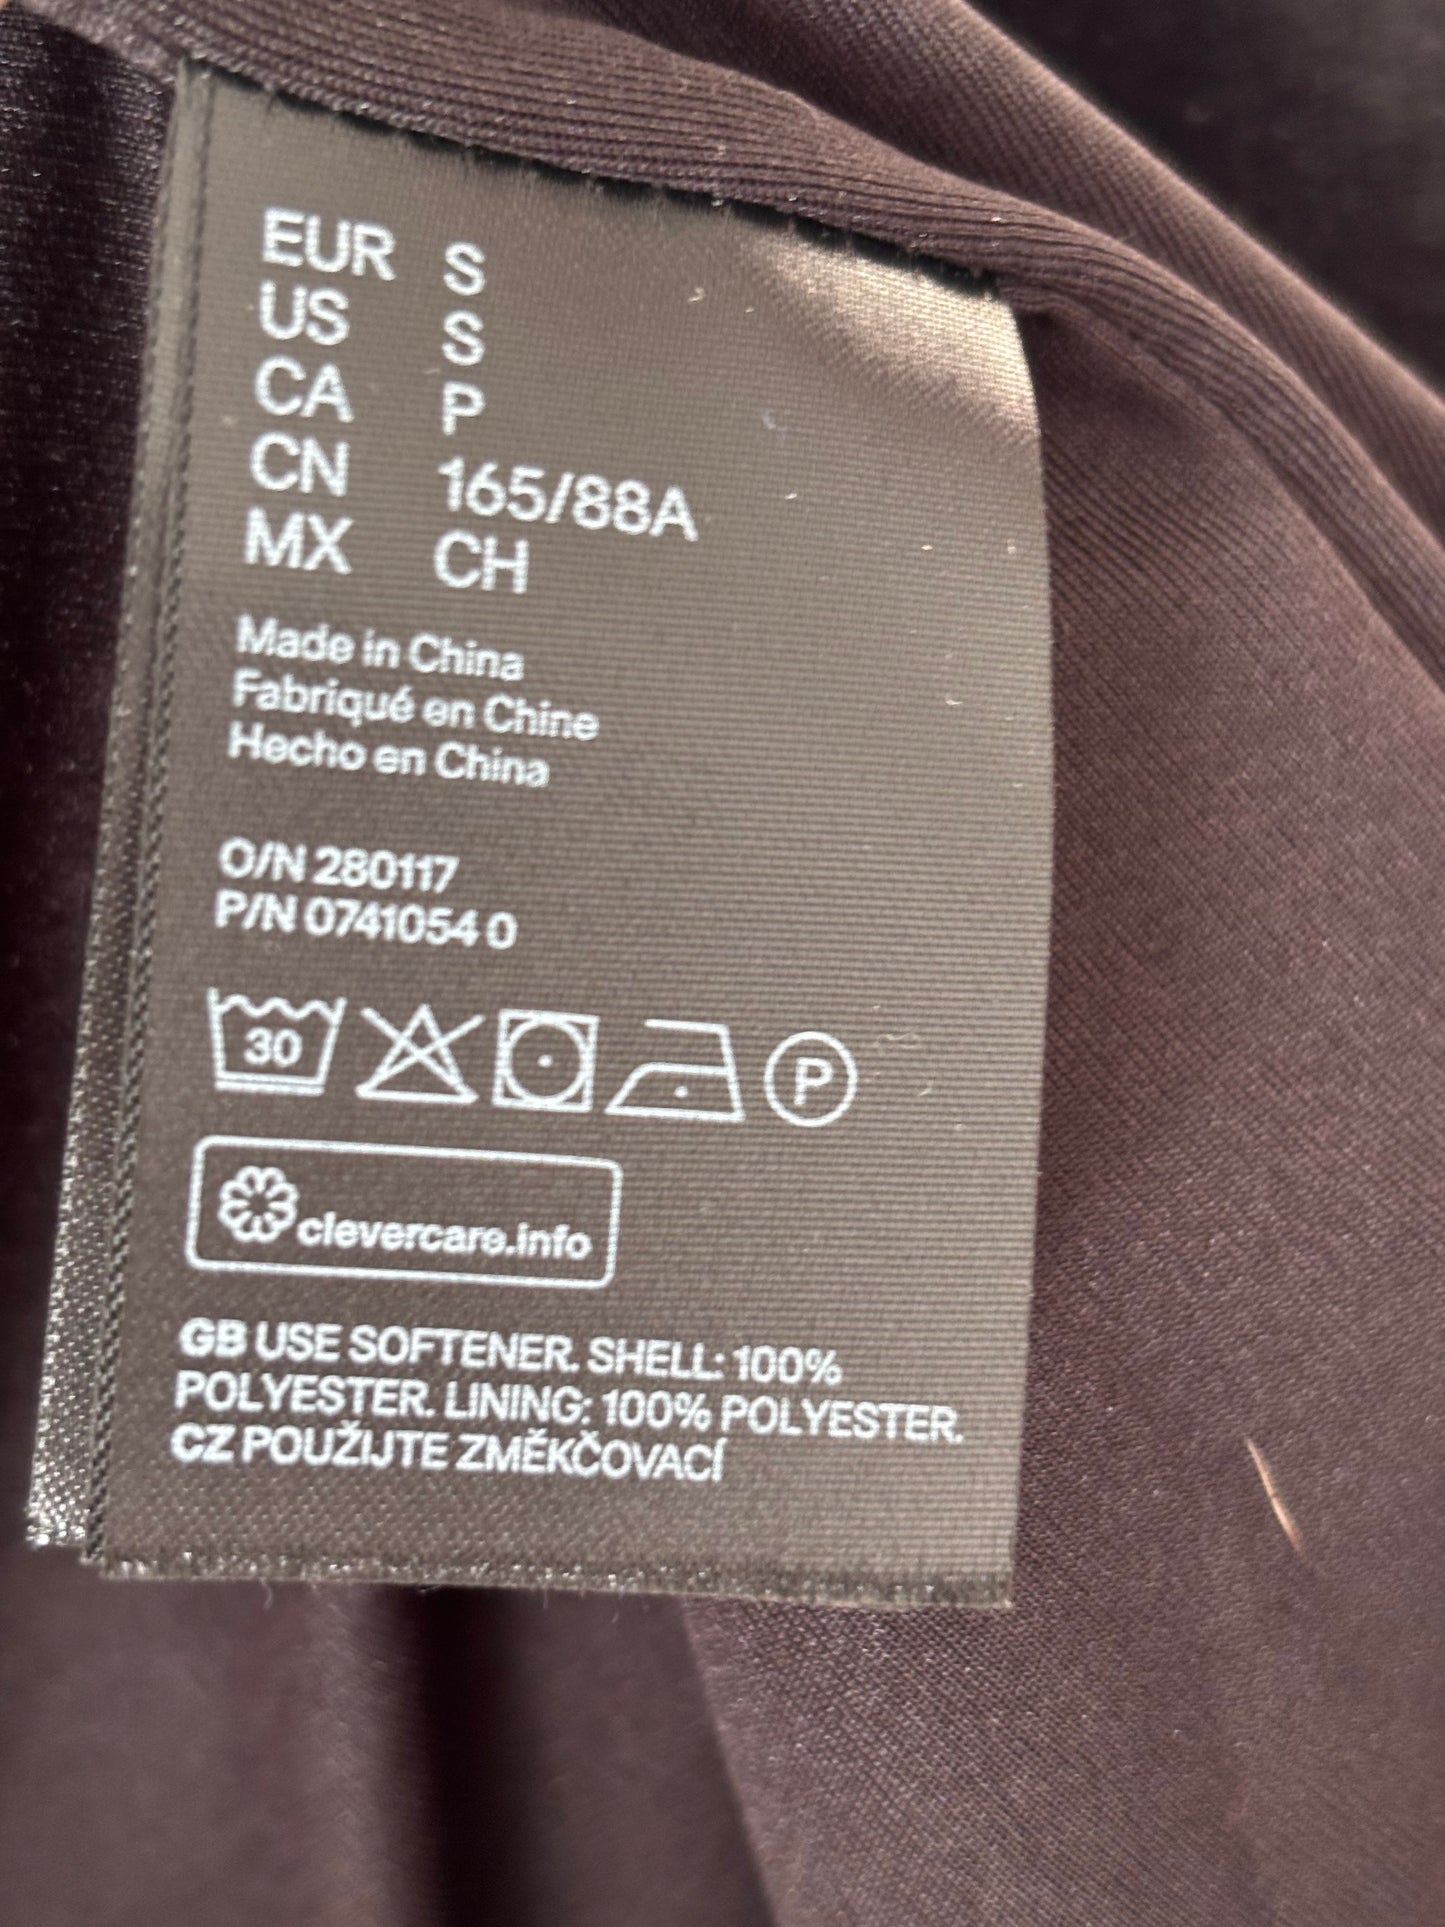 EUR S
US S
CA P
CN 165/88A
MX CH
Made in China
Fabriqué en Chine
Hecho en China
O/N 280117
P/N 0741054 0
30
P
clevercare.info
GB USE SOFTENER. SHELL: 100%
POLYESTER. LINING: 100% POLYESTER.
CZ POUŽIJTE ZMĚKČOVACÍ